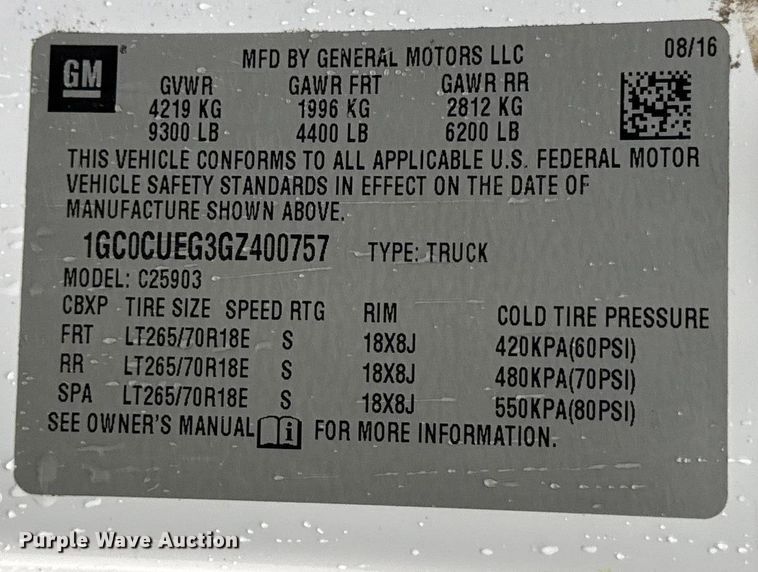 GM
MFD BY GENERAL MOTORS LLC 08/16
GVWR GAWR FRT GAWR RR
4219 KG 1996 KG 2812 KG
9300 LB 4400 LB 6200 LB
THIS VEHICLE CONFORMS TO ALL APPLICABLE U.S. FEDERAL MOTOR
VEHICLE SAFETY STANDARDS IN EFFECT ON THE DATE OF
MANUFACTURE SHOWN ABOVE.
1GC0CUEG3GZ400757 TYPE: TRUCK
MODEL: C25903
CBXP TIRE SIZE SPEED RTG RIM COLD TIRE PRESSURE
FRT LT265/70R18E S 18X8J 420KPA(60PSI)
RR LT265/70R18E S 18X8J 480KPA(70PSI)
SPA LT265/70R18E S 18X8J 550KPA(80PSI)
SEE OWNER'S MANUAL i FOR MORE INFORMATION.
Purple Wave Auction